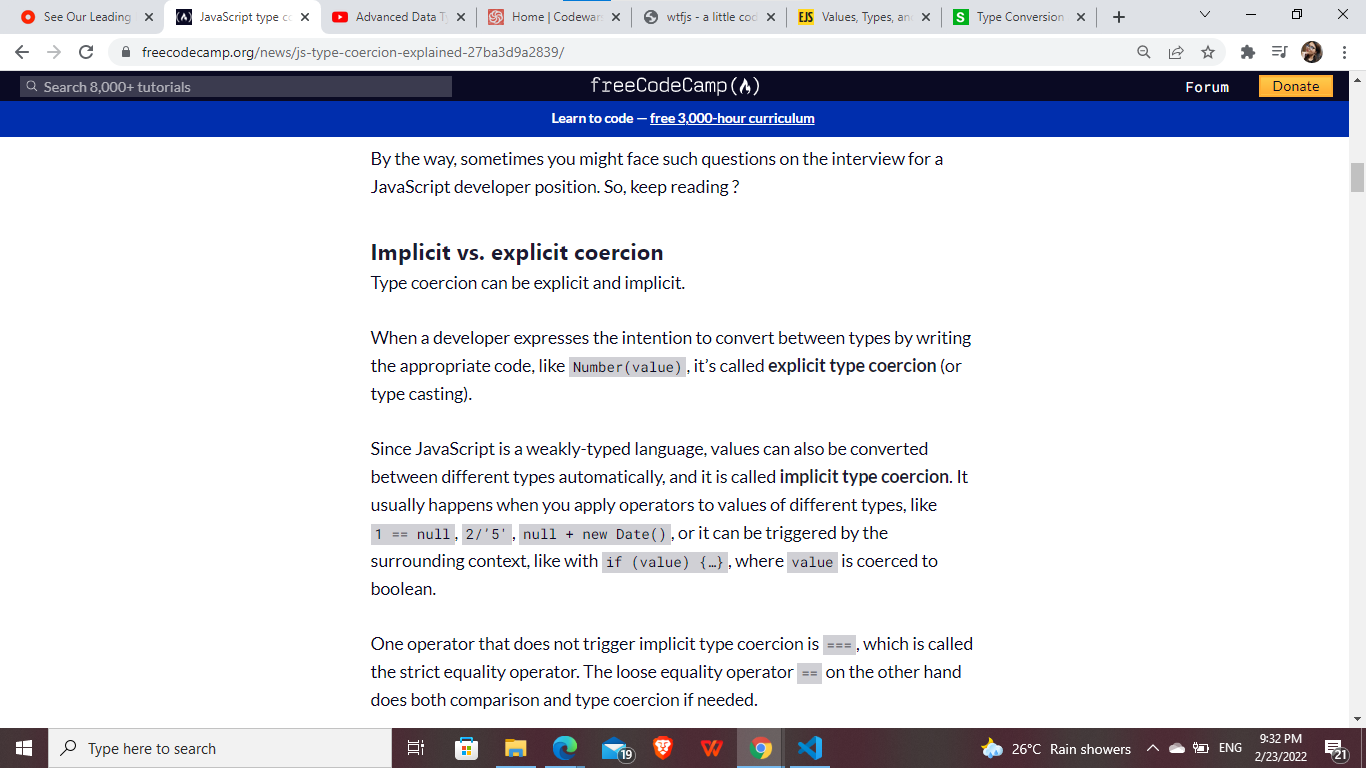 See Our Leading
JavaScript type co
Advanced Data Ty
Home | Codewar
wtfjs - a little cod
EJS Values, Types, an
S Type Conversion
freecodecamp.org/news/js-type-coercion-explained-27ba3d9a2839/
Search 8,000+ tutorials
freeCodeCamp
Forum
Donate
Learn to code — free 3,000-hour curriculum
By the way, sometimes you might face such questions on the interview for a
JavaScript developer position. So, keep reading ?
Implicit vs. explicit coercion
Type coercion can be explicit and implicit.
When a developer expresses the intention to convert between types by writing
the appropriate code, like Number(value) , it’s called explicit type coercion (or
type casting).
Since JavaScript is a weakly-typed language, values can also be converted
between different types automatically, and it is called implicit type coercion. It
usually happens when you apply operators to values of different types, like
1 == null , 2/'5' , null + new Date() , or it can be triggered by the
surrounding context, like with if (value) {…} , where value is coerced to
boolean.
One operator that does not trigger implicit type coercion is === , which is called
the strict equality operator. The loose equality operator == on the other hand
does both comparison and type coercion if needed.
Type here to search
19
26°C Rain showers
ENG
9:32 PM
2/23/2022
21